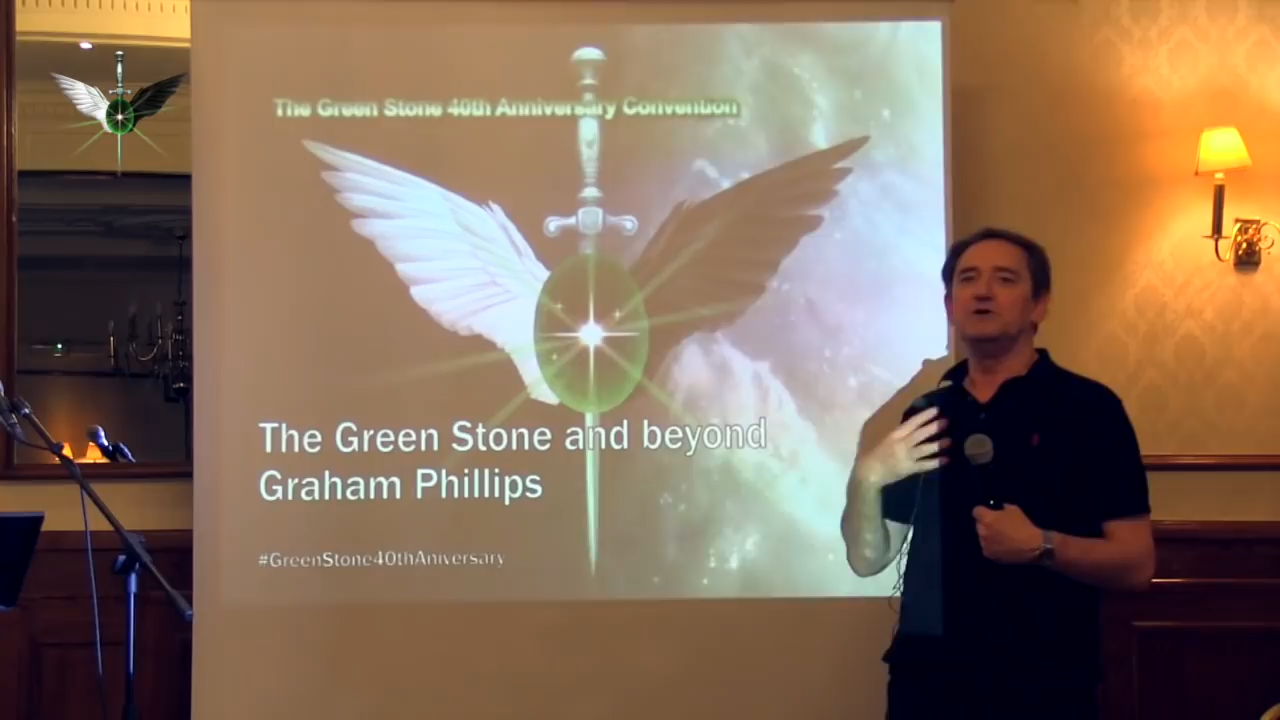 The Green Stone 40th Anniversary Convention
The Green Stone and beyond
Graham Phillips
#GreenStone40thAniversary